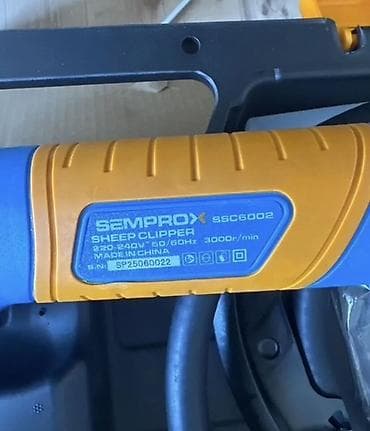 SEMPROX SSC6002
SHEEP CLIPPER
220-240V~50/60Hz 3000r/min
MADE IN CHINA
S/N: SP25060022